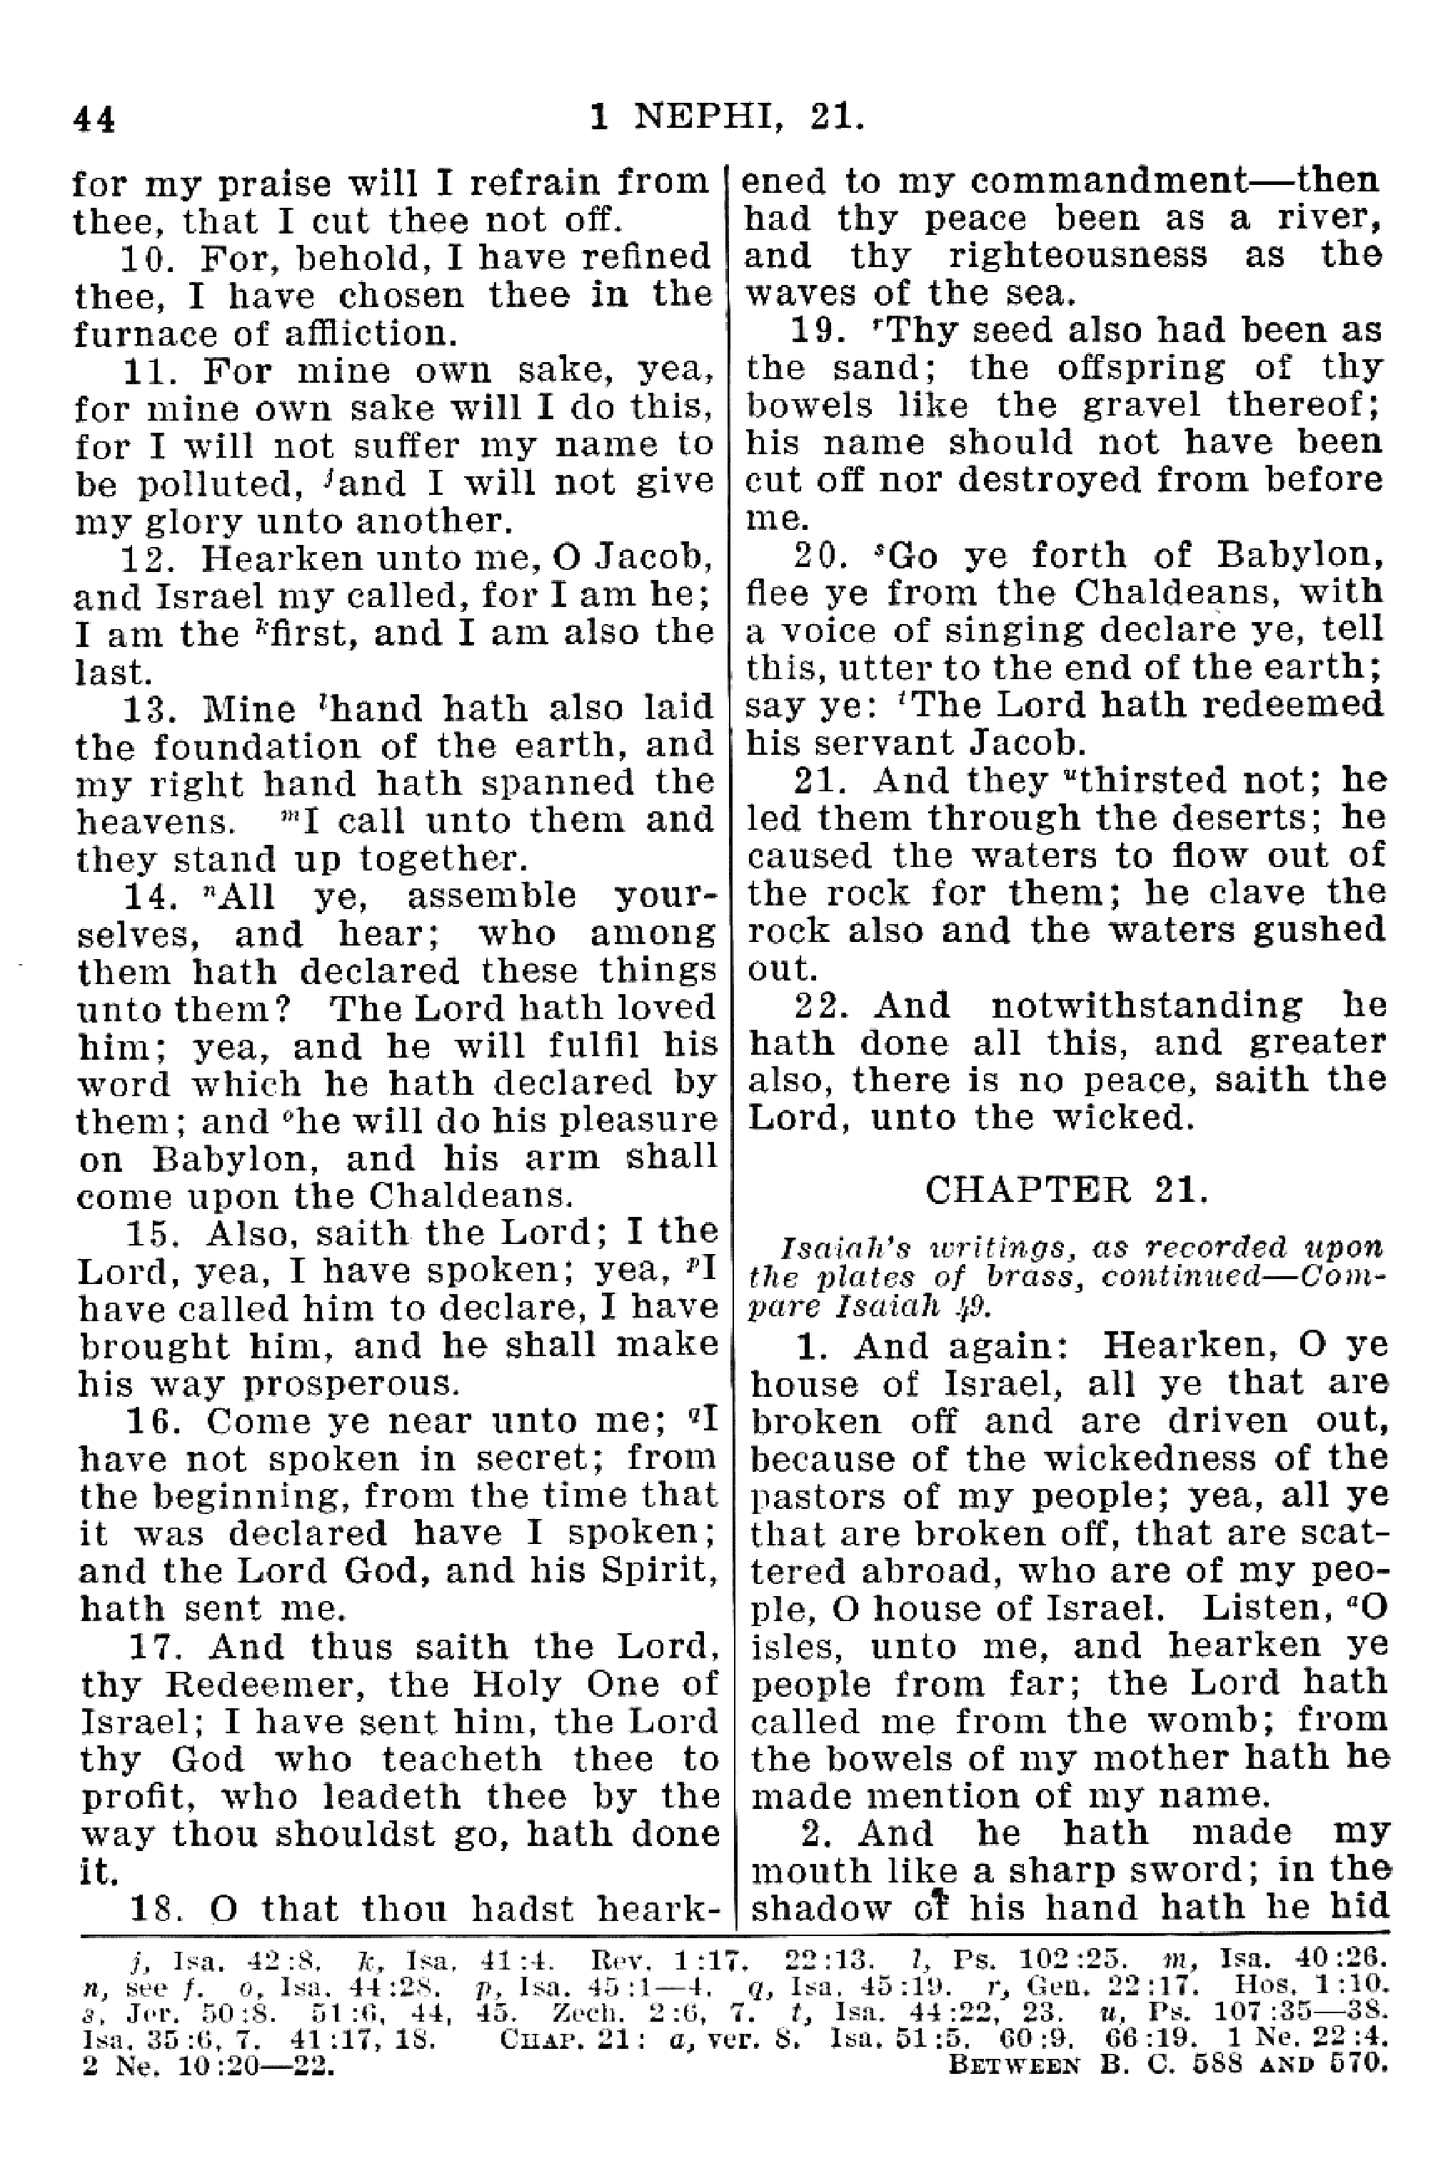 44
1 NEPHI, 21.
for my praise will I refrain from
thee, that I cut thee not off.
10. For, behold, I have refined
thee, I have chosen thee in the
furnace of affliction.
11. For mine own sake, yea,
for mine own sake will I do this,
for I will not suffer my name to
be polluted, jand I will not give
my glory unto another.
12. Hearken unto me, O Jacob,
and Israel my called, for I am he;
I am the kfirst, and I am also the
last.
13. Mine lhand hath also laid
the foundation of the earth, and
my right hand hath spanned the
heavens. mI call unto them and
they stand up together.
14. nAll ye, assemble your-
selves, and hear; who among
them hath declared these things
unto them? The Lord hath loved
him; yea, and he will fulfil his
word which he hath declared by
them; and ohe will do his pleasure
on Babylon, and his arm shall
come upon the Chaldeans.
15. Also, saith the Lord; I the
Lord, yea, I have spoken; yea, pI
have called him to declare, I have
brought him, and he shall make
his way prosperous.
16. Come ye near unto me; qI
have not spoken in secret; from
the beginning, from the time that
it was declared have I spoken;
and the Lord God, and his Spirit,
hath sent me.
17. And thus saith the Lord,
thy Redeemer, the Holy One of
Israel; I have sent him, the Lord
thy God who teacheth thee to
profit, who leadeth thee by the
way thou shouldst go, hath done
it.
18. O that thou hadst heark-
ened to my commandment—then
had thy peace been as a river,
and thy righteousness as the
waves of the sea.
19. rThy seed also had been as
the sand; the offspring of thy
bowels like the gravel thereof;
his name should not have been
cut off nor destroyed from before
me.
20. sGo ye forth of Babylon,
flee ye from the Chaldeans, with
a voice of singing declare ye, tell
this, utter to the end of the earth;
say ye: tThe Lord hath redeemed
his servant Jacob.
21. And they uthirsted not; he
led them through the deserts; he
caused the waters to flow out of
the rock for them; he clave the
rock also and the waters gushed
out.
22. And notwithstanding he
hath done all this, and greater
also, there is no peace, saith the
Lord, unto the wicked.
CHAPTER 21.
Isaiah's writings, as recorded upon
the plates of brass, continued—Com-
pare Isaiah 49.
1. And again: Hearken, O ye
house of Israel, all ye that are
broken off and are driven out,
because of the wickedness of the
pastors of my people; yea, all ye
that are broken off, that are scat-
tered abroad, who are of my peo-
ple, O house of Israel. Listen, aO
isles, unto me, and hearken ye
people from far; the Lord hath
called me from the womb; from
the bowels of my mother hath he
made mention of my name.
2. And he hath made my
mouth like a sharp sword; in the
shadow of his hand hath he hid
j, Isa. 42:8. k, Isa. 41:4. Rev. 1:17. 22:13. l, Ps. 102:25. m, Isa. 40:26.
n, see f. o, Isa. 44:28. p, Isa. 45:1—4. q, Isa. 45:19. r, Gen. 22:17. Hos. 1:10.
s, Jer. 50:8. 51:6, 44, 45. Zech. 2:6, 7. t, Isa. 44:22, 23. u, Ps. 107:35—38.
Isa. 35:6, 7. 41:17, 18. CHAP. 21: a, ver. 8. Isa. 51:5. 60:9. 66:19. 1 Ne. 22:4.
2 Ne. 10:20—22. BETWEEN B. C. 588 AND 570.